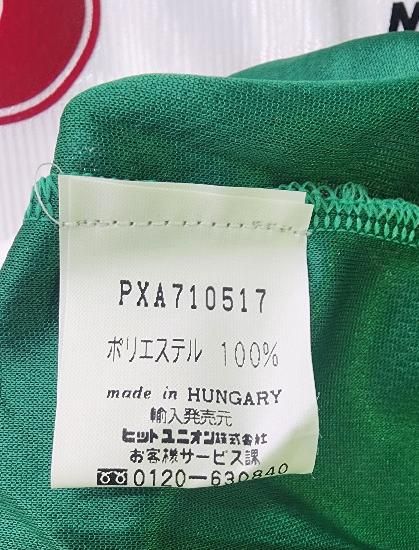 PXA710517
ポリエステル 100%
made in HUNGARY
輸入発売元
ヒットユニオン株式会社
お客様サービス課
0120-630840